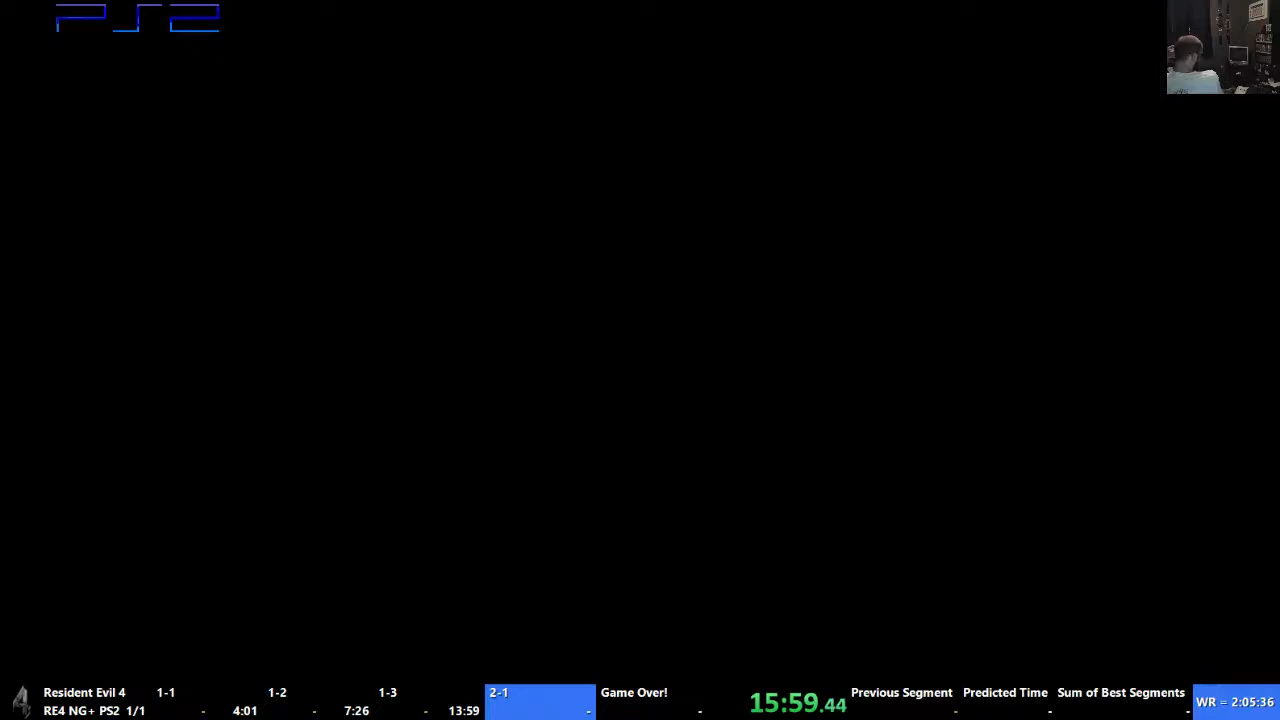 PS2
Resident Evil 4 1-1 1-2 1-3 2-1 Game Over! 15:59.44 Previous Segment Predicted Time Sum of Best Segments WR = 2:05:36
RE4 NG+ PS2 1/1 - 4:01 - 7:26 - 13:59 - - - - -